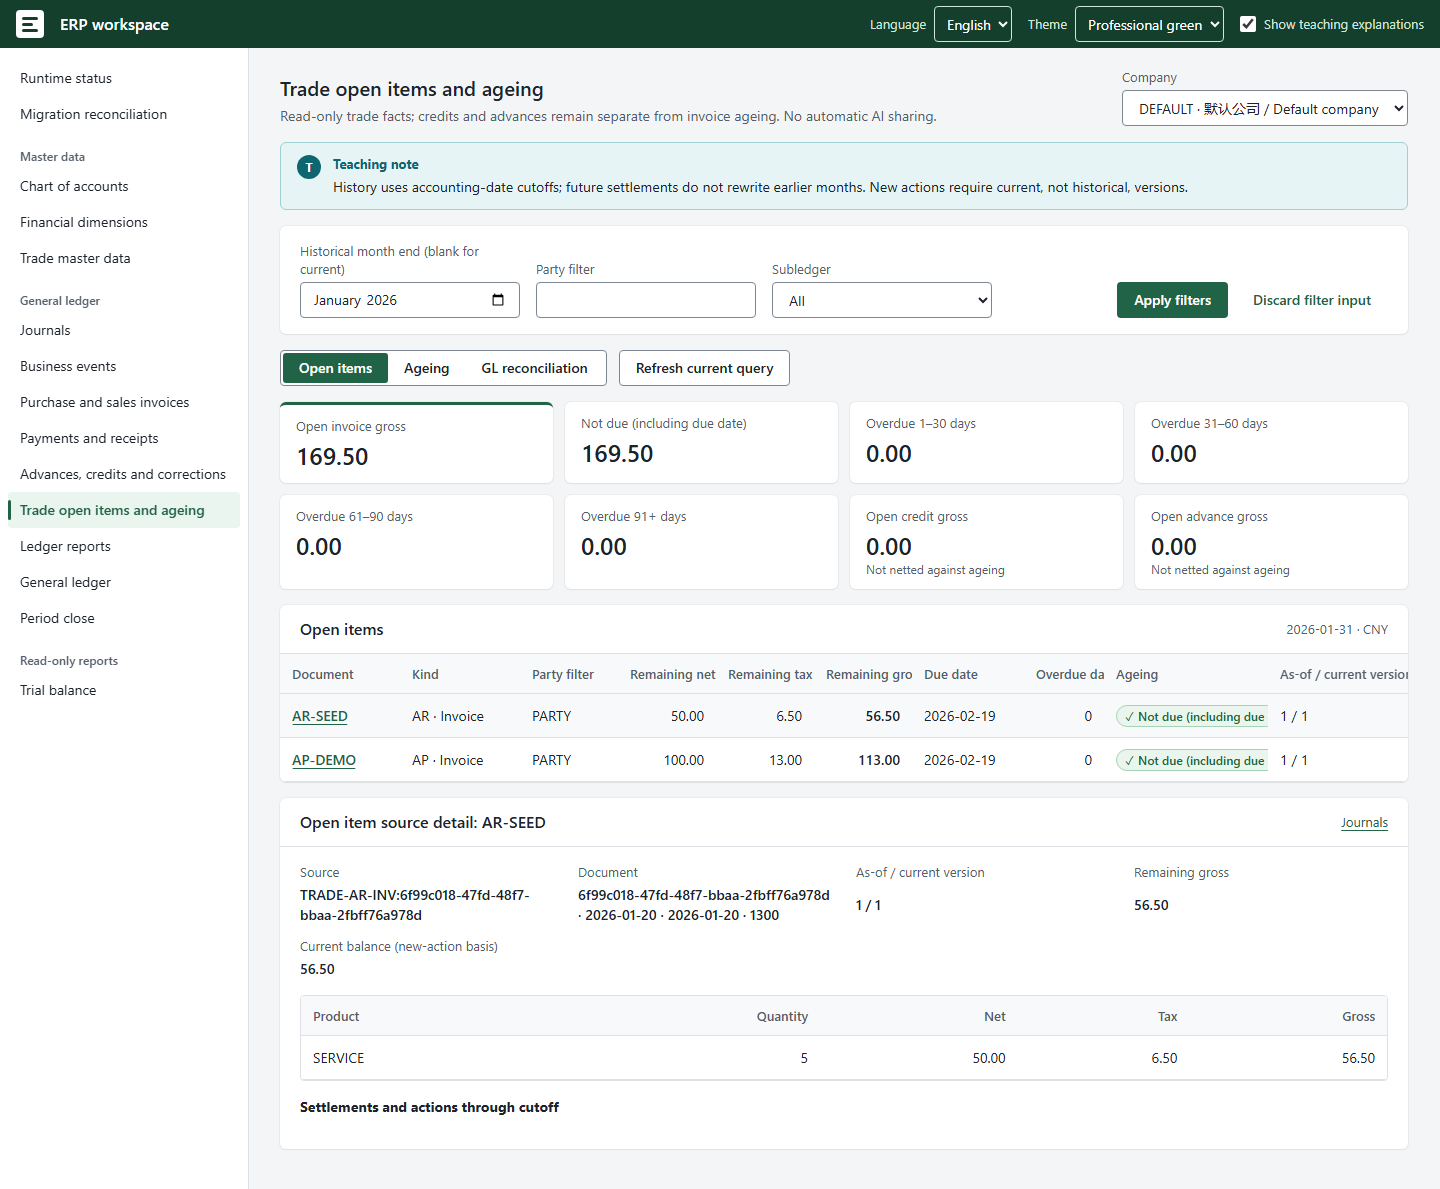 ERP workspace
Language
English
Theme
Professional green
Show teaching explanations
Runtime status
Migration reconciliation
Master data
Chart of accounts
Financial dimensions
Trade master data
General ledger
Journals
Business events
Purchase and sales invoices
Payments and receipts
Advances, credits and corrections
Trade open items and ageing
Ledger reports
General ledger
Period close
Read-only reports
Trial balance
Trade open items and ageing
Read-only trade facts; credits and advances remain separate from invoice ageing. No automatic AI sharing.
Company
DEFAULT · 默认公司 / Default company
T
Teaching note
History uses accounting-date cutoffs; future settlements do not rewrite earlier months. New actions require current, not historical, versions.
Historical month end (blank for
current)
January 2026
Party filter
Subledger
All
Apply filters
Discard filter input
Open items
Ageing
GL reconciliation
Refresh current query
Open invoice gross
169.50
Not due (including due date)
169.50
Overdue 1–30 days
0.00
Overdue 31–60 days
0.00
Overdue 61–90 days
0.00
Overdue 91+ days
0.00
Open credit gross
0.00
Not netted against ageing
Open advance gross
0.00
Not netted against ageing
Open items
2026-01-31 · CNY
Document Kind Party filter Remaining net Remaining tax Remaining gro Due date Overdue da Ageing As-of / current version
AR-SEED AR · Invoice PARTY 50.00 6.50 56.50 2026-02-19 0 ✓ Not due (including due 1 / 1
AP-DEMO AP · Invoice PARTY 100.00 13.00 113.00 2026-02-19 0 ✓ Not due (including due 1 / 1
Open item source detail: AR-SEED
Journals
Source
TRADE-AR-INV:6f99c018-47fd-48f7-
bbaa-2fbff76a978d
Document
6f99c018-47fd-48f7-bbaa-2fbff76a978d
· 2026-01-20 · 2026-01-20 · 1300
As-of / current version
1 / 1
Remaining gross
56.50
Current balance (new-action basis)
56.50
Product Quantity Net Tax Gross
SERVICE 5 50.00 6.50 56.50
Settlements and actions through cutoff